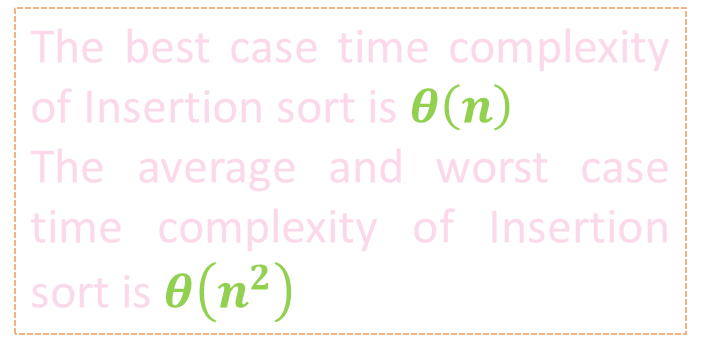 The best case time complexity
of Insertion sort is θ(n)
The average and worst case
time complexity of Insertion
sort is θ(n²)